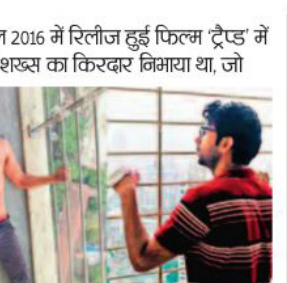 2016 में रिलीज हुई फिल्म ‘ट्रैप्ड’ में
शख्स का किरदार निभाया था, जो